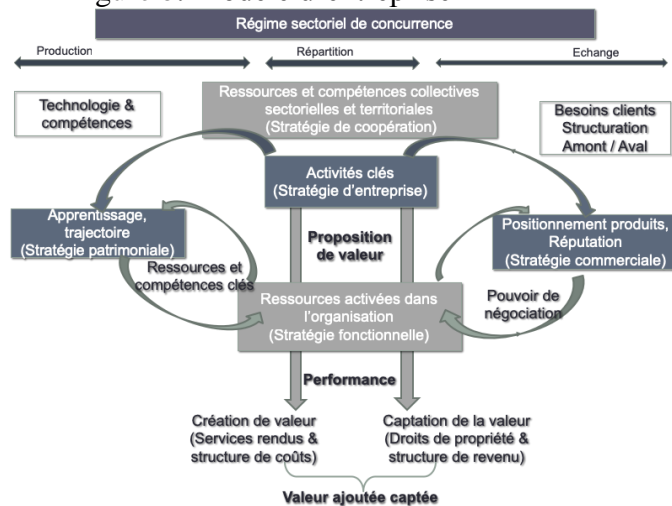 Régime sectoriel de concurrence
Production
Répartition
Echange
Technologie &
compétences
Ressources et compétences collectives
sectorielles et territoriales
(Stratégie de coopération)
Besoins clients
Structuration
Amont / Aval
Activités clés
(Stratégie d'entreprise)
Apprentissage,
trajectoire
(Stratégie patrimoniale)
Positionnement produits,
Réputation
(Stratégie commerciale)
Proposition
de valeur
Ressources et
compétences clés
Ressources activées dans
l'organisation
(Stratégie fonctionnelle)
Pouvoir de
négociation
Performance
Création de valeur
(Services rendus &
structure de coûts)
Captation de la valeur
(Droits de propriété &
structure de revenu)
Valeur ajoutée captée